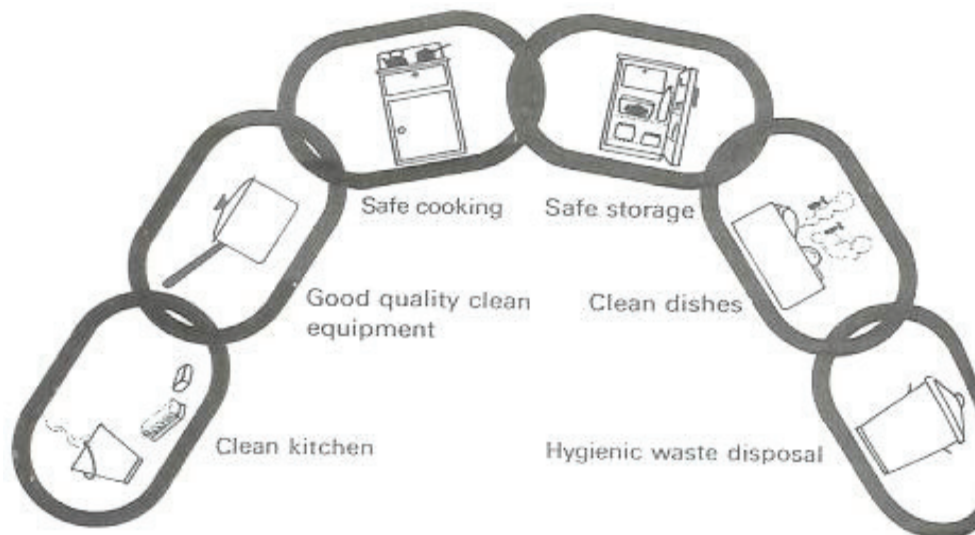 Safe cooking
Safe storage
Good quality clean
equipment
Clean dishes
Clean kitchen
Hygienic waste disposal